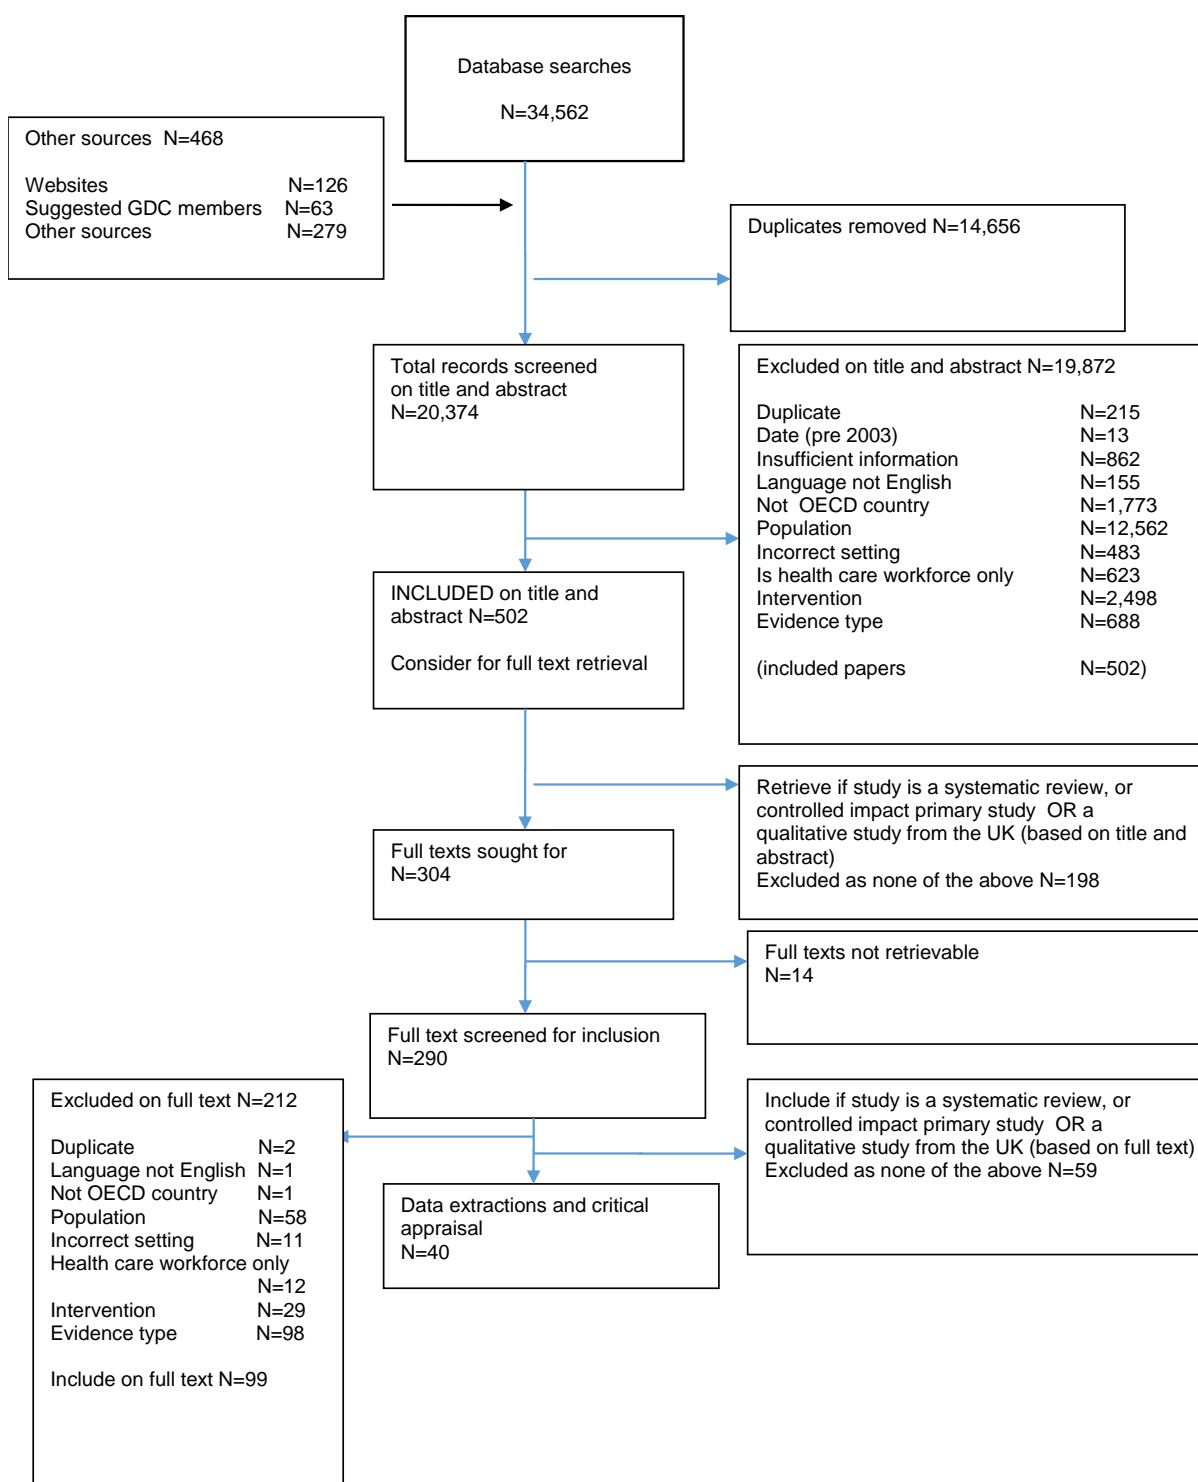 Database searches
N=34,562
Other sources N=468
Websites N=126
Suggested GDC members N=63
Other sources N=279
Duplicates removed N=14,656
Total records screened
on title and abstract
N=20,374
Excluded on title and abstract N=19,872
Duplicate N=215
Date (pre 2003) N=13
Insufficient information N=862
Language not English N=155
Not OECD country N=1,773
Population N=12,562
Incorrect setting N=483
Is health care workforce only N=623
Intervention N=2,498
Evidence type N=688
(included papers N=502)
INCLUDED on title and
abstract N=502
Consider for full text retrieval
Retrieve if study is a systematic review, or
controlled impact primary study OR a
qualitative study from the UK (based on title and
abstract)
Excluded as none of the above N=198
Full texts sought for
N=304
Full texts not retrievable
N=14
Full text screened for inclusion
N=290
Excluded on full text N=212
Duplicate N=2
Language not English N=1
Not OECD country N=1
Population N=58
Incorrect setting N=11
Health care workforce only
N=12
Intervention N=29
Evidence type N=98
Include on full text N=99
Include if study is a systematic review, or
controlled impact primary study OR a
qualitative study from the UK (based on full text)
Excluded as none of the above N=59
Data extractions and critical
appraisal
N=40